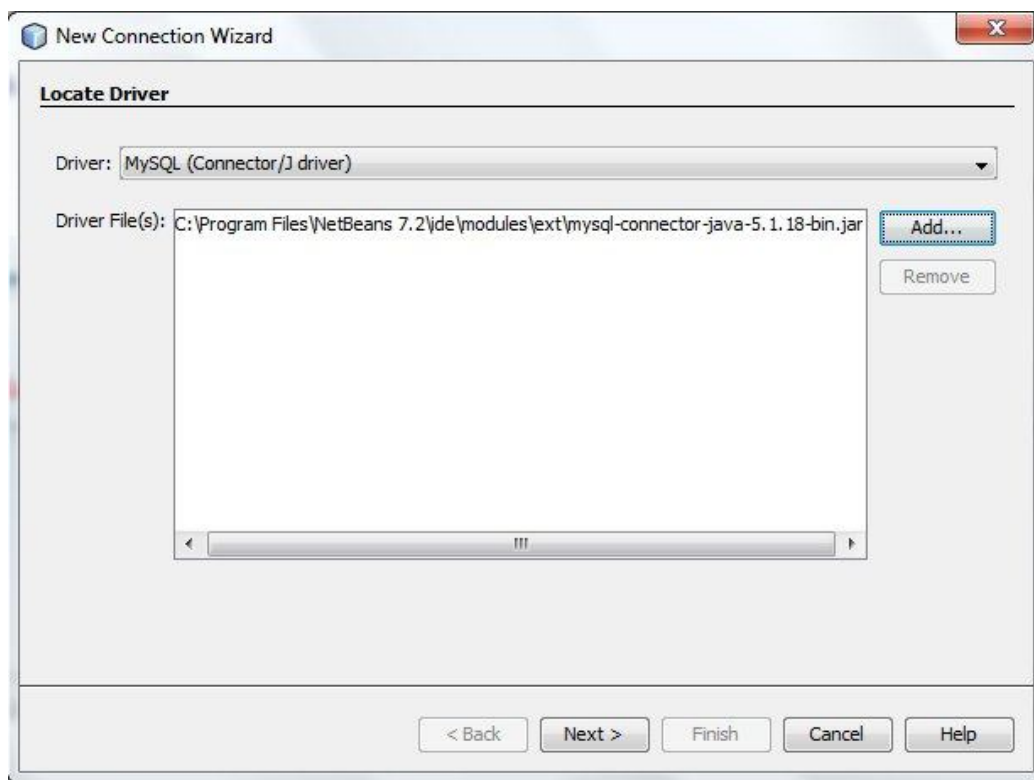 New Connection Wizard
Locate Driver
Driver: MySQL (Connector/J driver)
Driver File(s): C:\Program Files\NetBeans 7.2\ide\modules\ext\mysql-connector-java-5.1.18-bin.jar
Add...
Remove
< Back Next > Finish Cancel Help